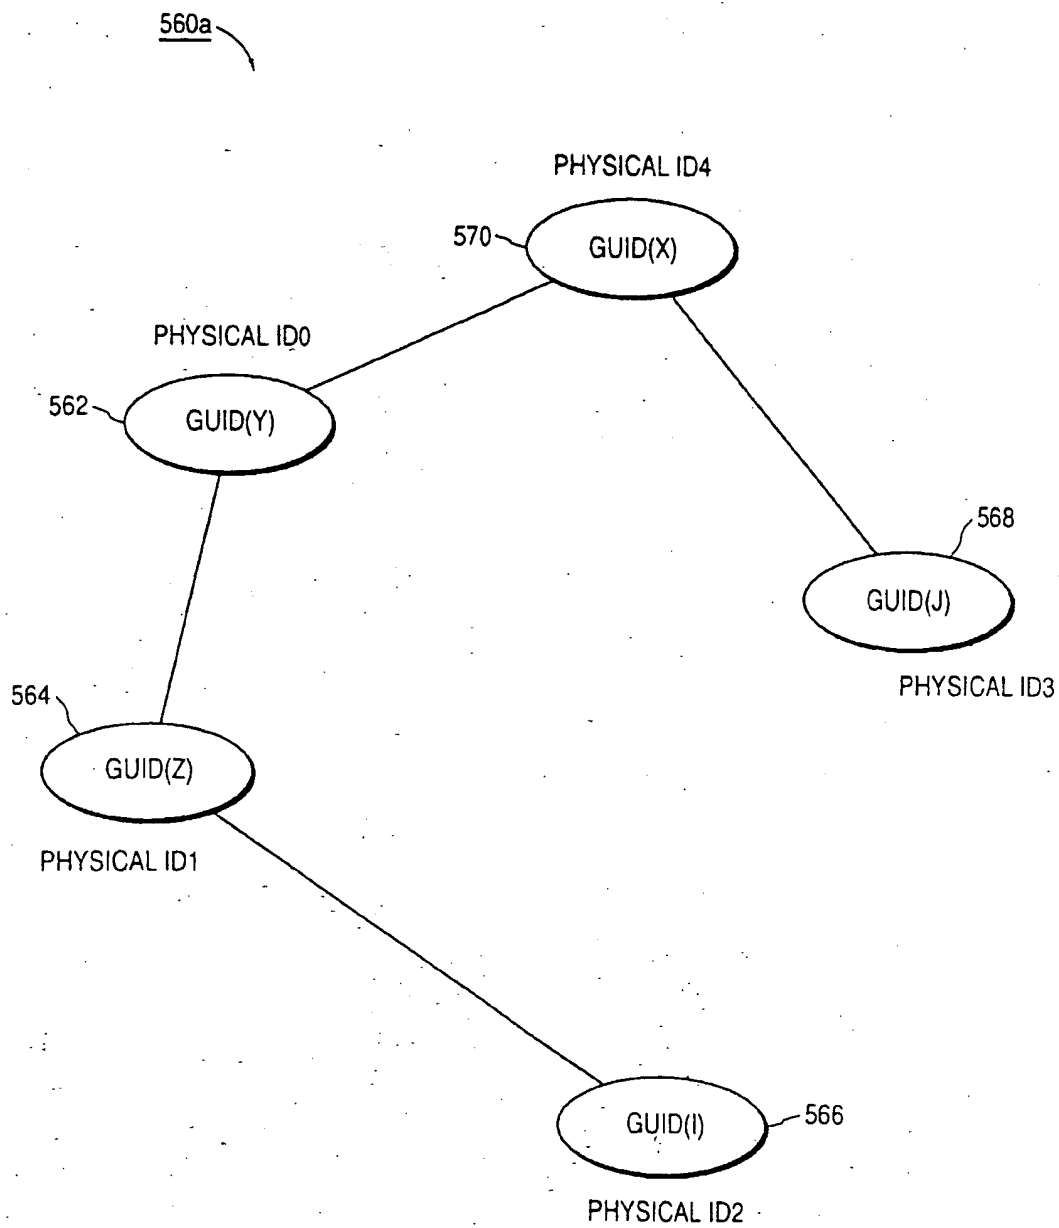 560a
PHYSICAL ID4
570
GUID(X)
PHYSICAL ID0
562
GUID(Y)
568
GUID(J)
PHYSICAL ID3
564
GUID(Z)
PHYSICAL ID1
GUID(I)
566
PHYSICAL ID2